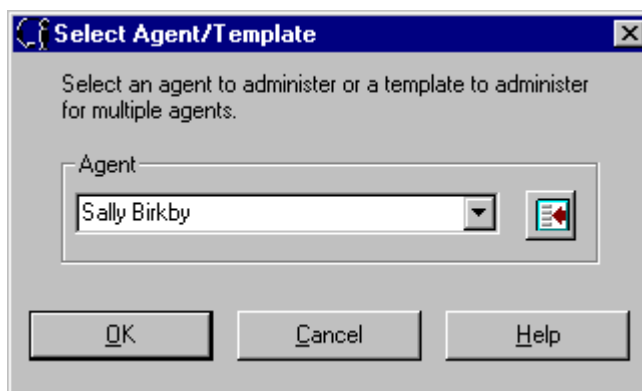 Select Agent/Template
Select an agent to administer or a template to administer
for multiple agents.
Agent
Sally Birkby
OK
Cancel
Help